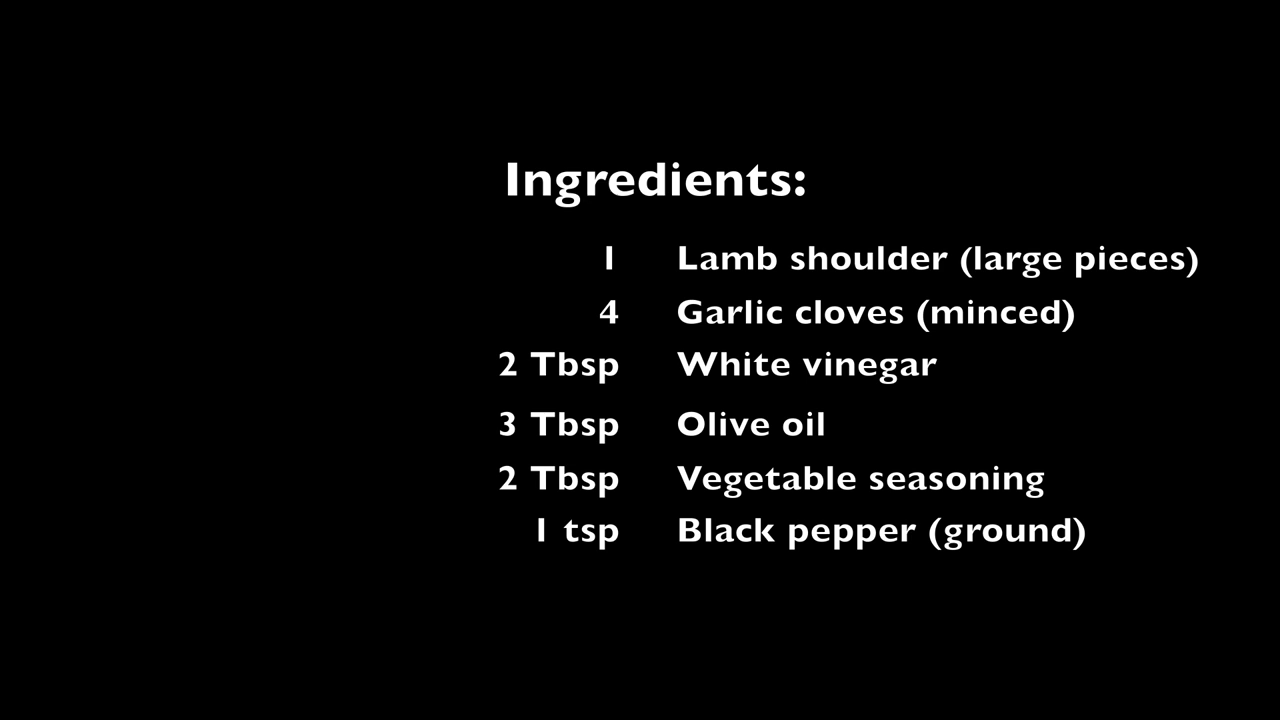 Ingredients:
1 Lamb shoulder (large pieces)
4 Garlic cloves (minced)
2 Tbsp White vinegar
3 Tbsp Olive oil
2 Tbsp Vegetable seasoning
1 tsp Black pepper (ground)